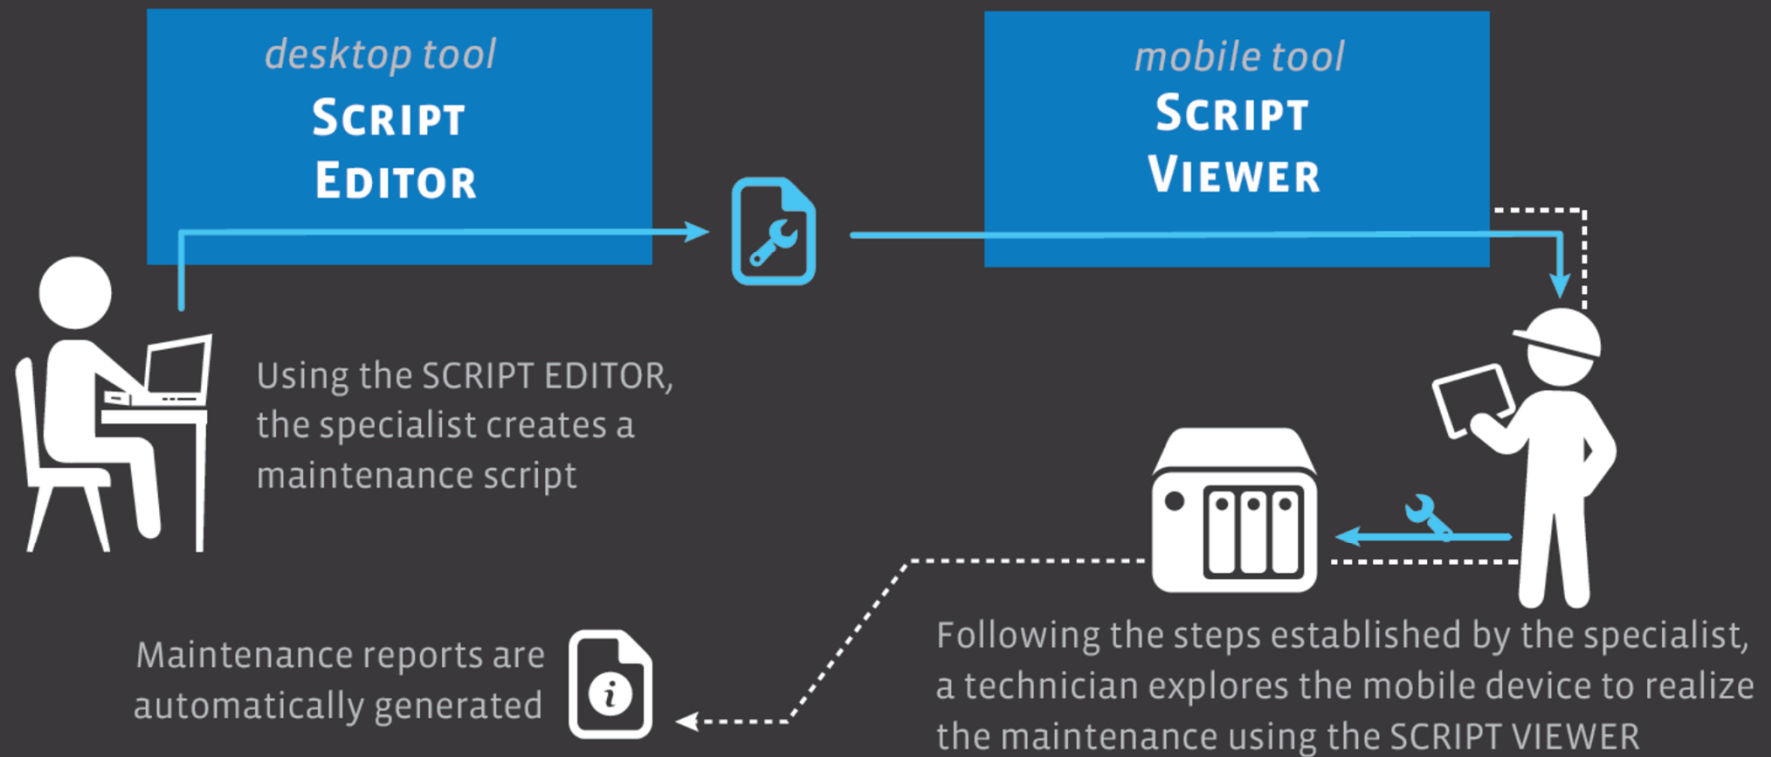 desktop tool
SCRIPT
EDITOR
mobile tool
SCRIPT
VIEWER
Using the SCRIPT EDITOR,
the specialist creates a
maintenance script
Following the steps established by the specialist,
a technician explores the mobile device to realize
the maintenance using the SCRIPT VIEWER
Maintenance reports are
automatically generated
i